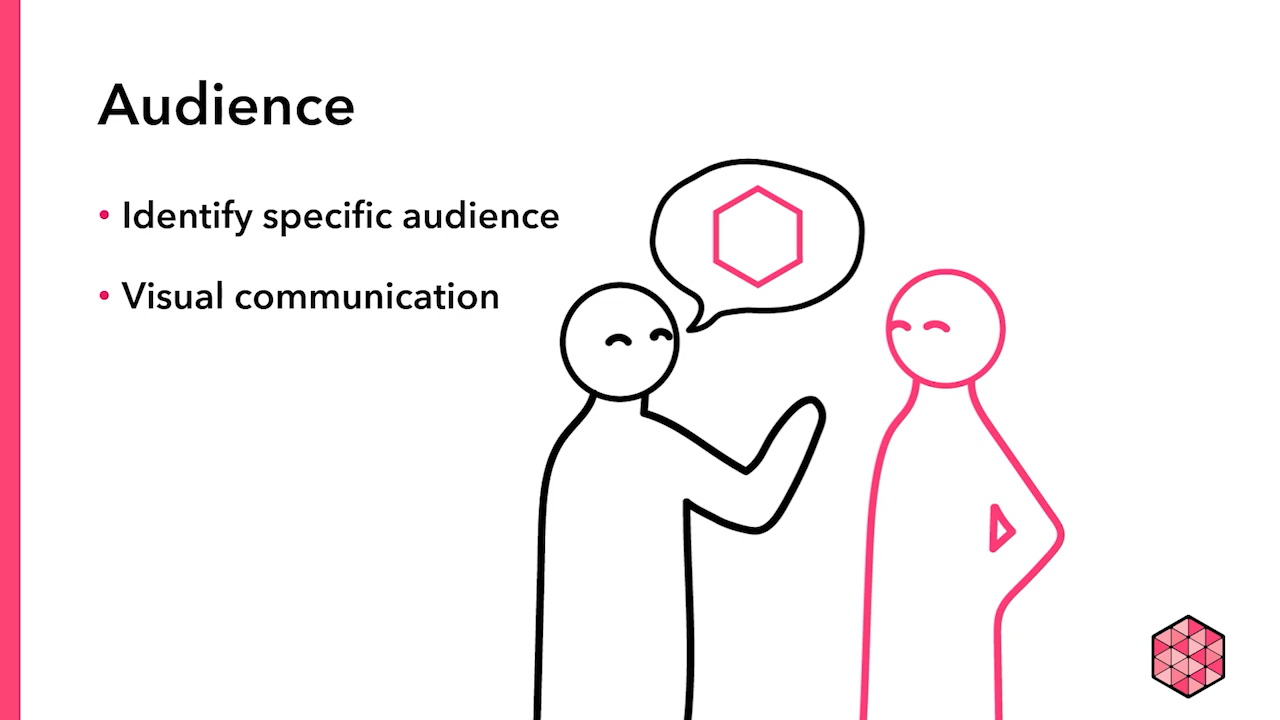 Audience
• Identify specific audience
• Visual communication